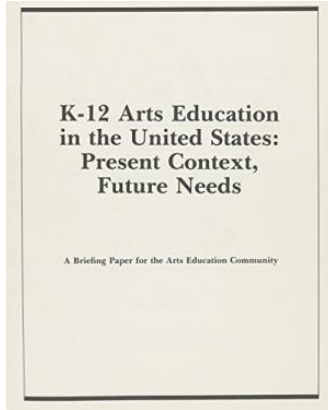 K-12 Arts Education
in the United States:
Present Context,
Future Needs
A Briefing Paper for the Arts Education Community